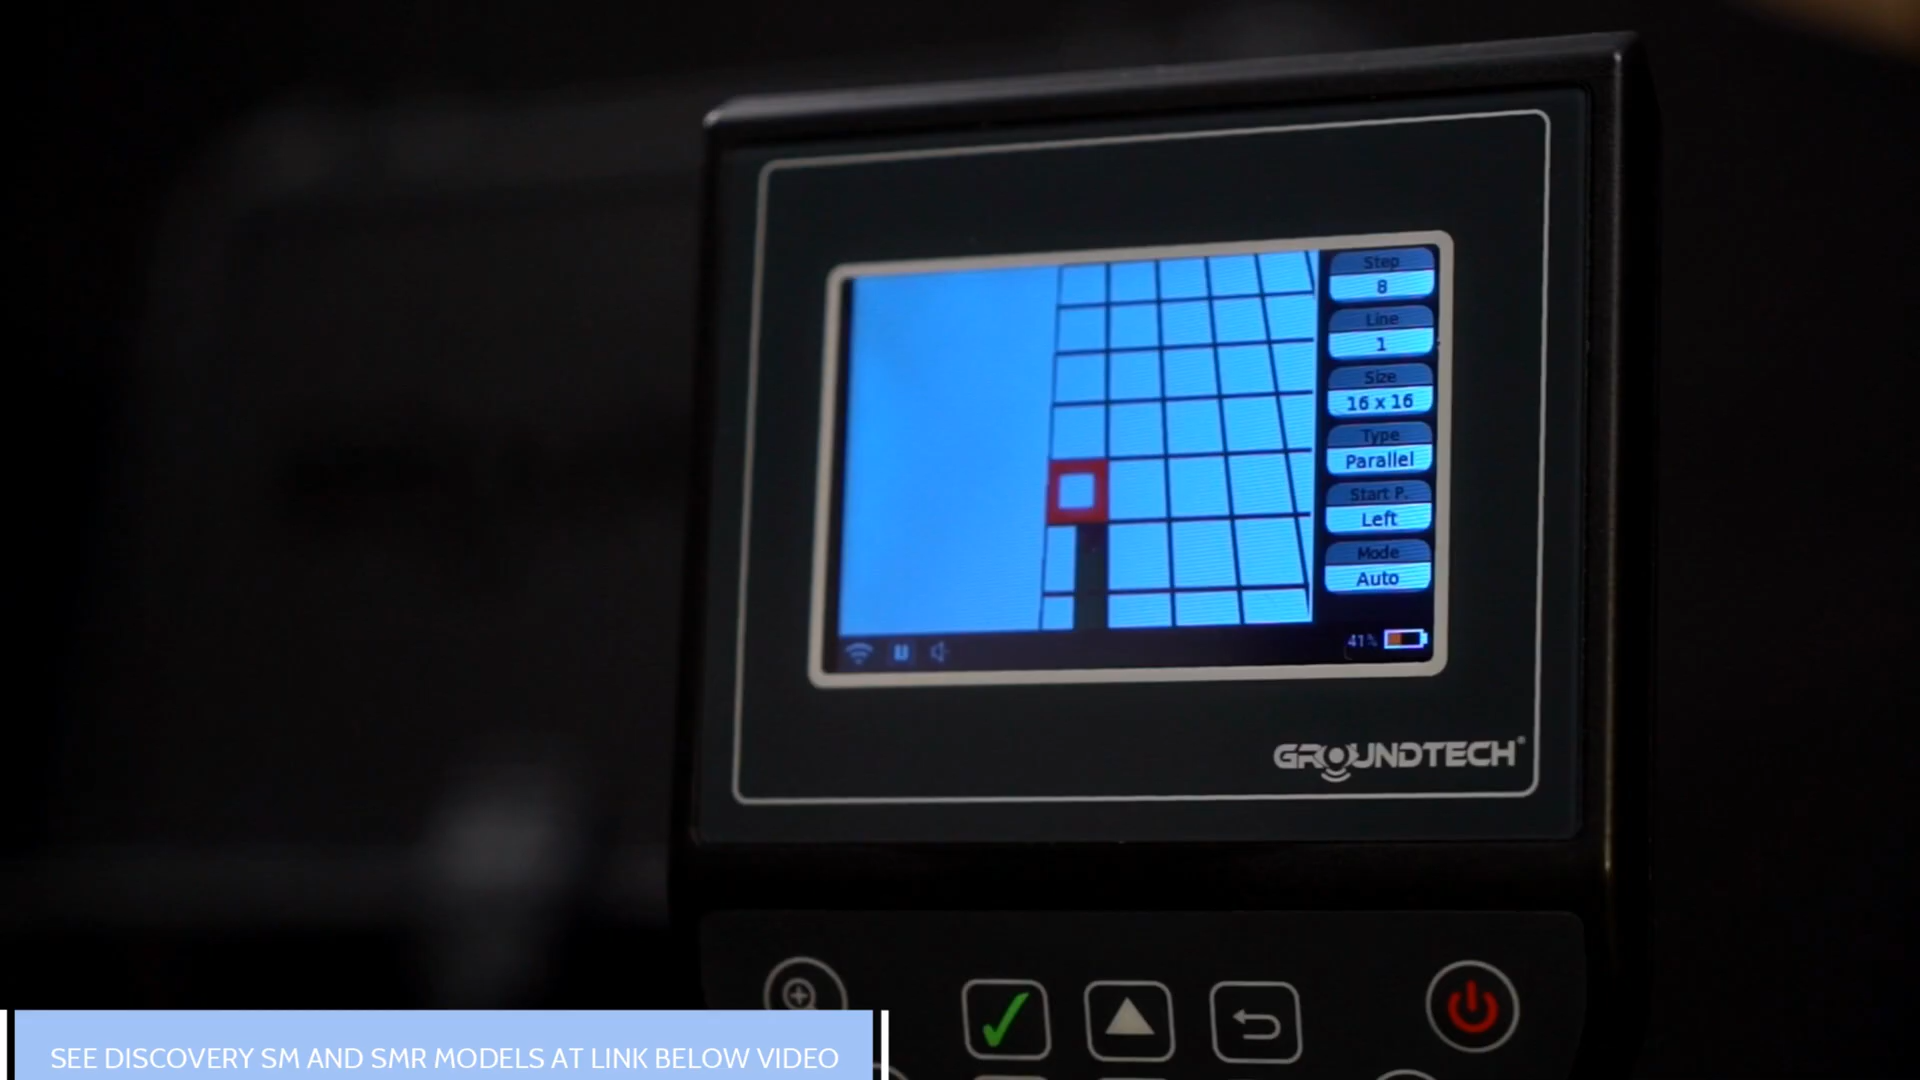 Step
8
Line
1
Size
16 x 16
Type
Parallel
Start P.
Left
Mode
Auto
41%
GROUNDTECH®
SEE DISCOVERY SM AND SMR MODELS AT LINK BELOW VIDEO